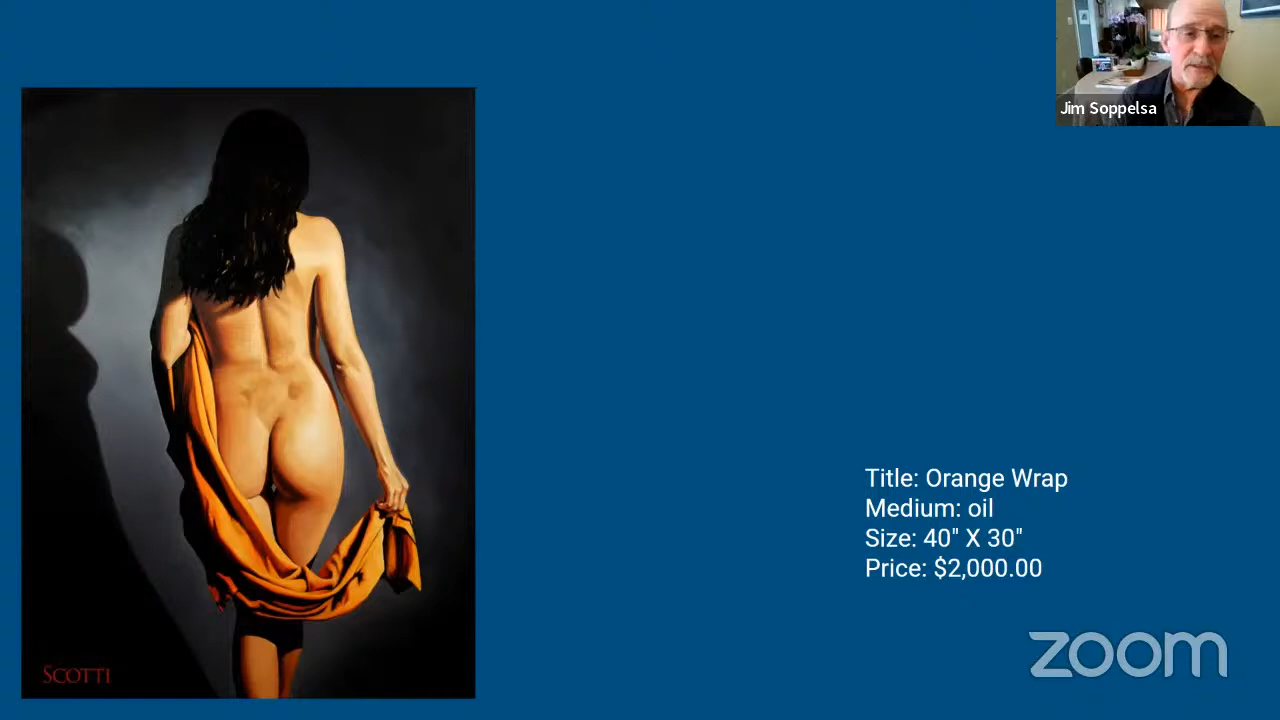 Jim Soppelsa
Title: Orange Wrap
Medium: oil
Size: 40" X 30"
Price: $2,000.00
zoom
SCOTTI